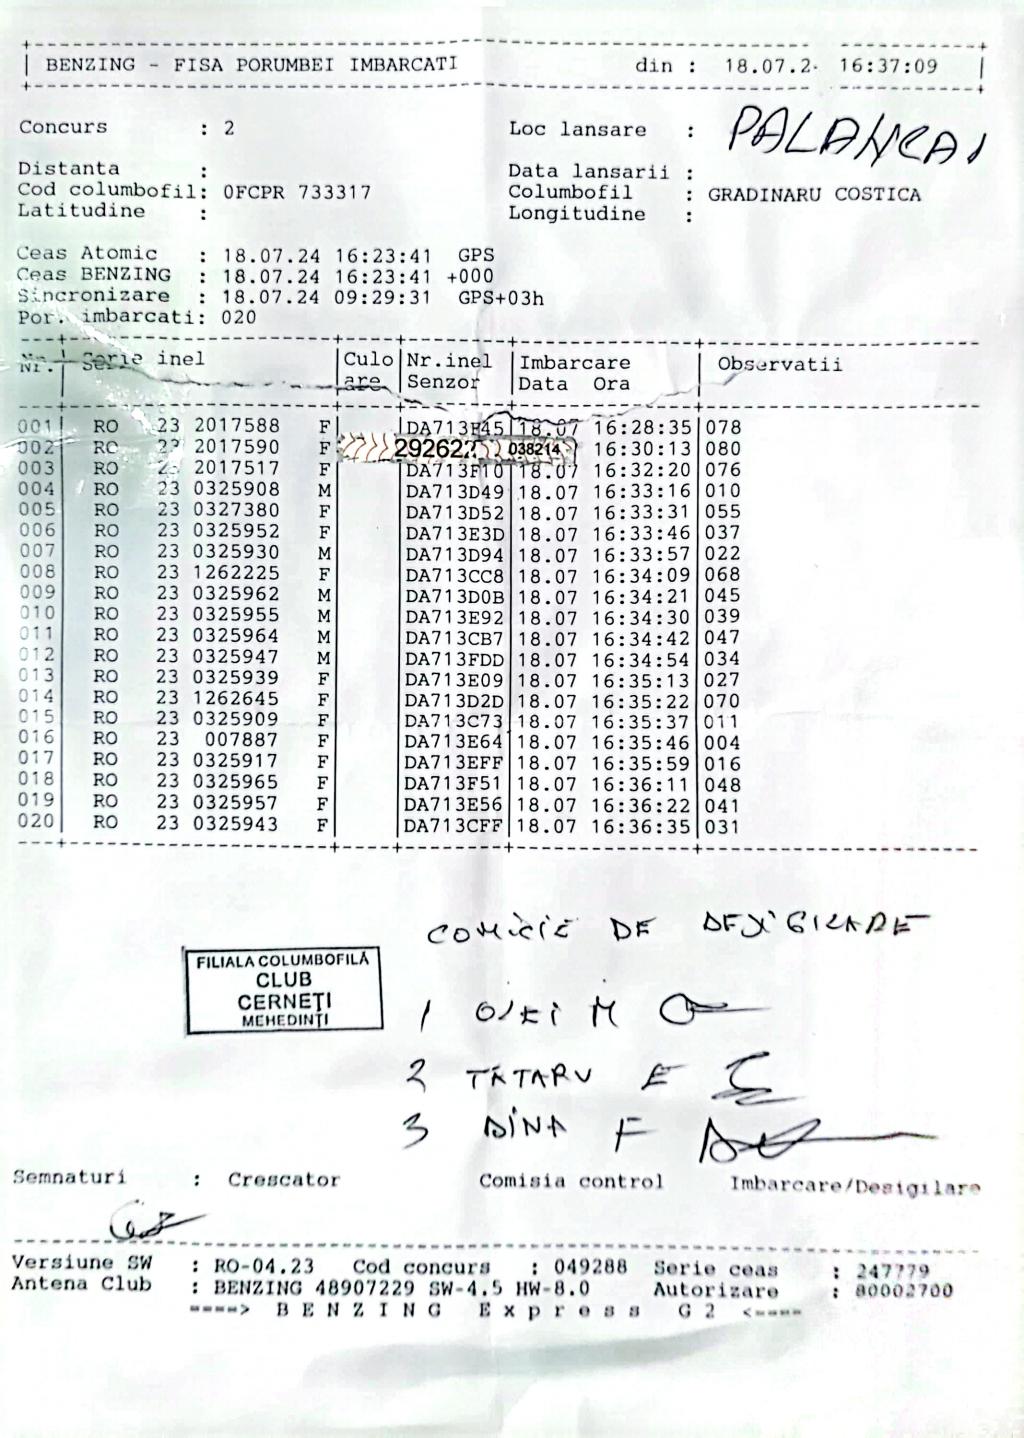 BENZING - FISA PORUMBEI IMBARCATI din : 18.07.2 16:37:09
Concurs : 2 Loc lansare : PALANCA 1
Distanta : Data lansarii :
Cod columbofil: 0FCPR 733317 Columbofil : GRADINARU COSTICA
Latitudine : Longitudine :
Ceas Atomic : 18.07.24 16:23:41 GPS
Ceas BENZING : 18.07.24 16:23:41 +000
Sincronizare : 18.07.24 09:29:31 GPS+03h
Por. imbarcati: 020
Nr. Serie inel Culo Nr.inel Imbarcare Observatii
are Senzor Data Ora
001 RO 23 2017588 F DA713F45 18.07 16:28:35 078
002 RO 23 2017590 F 292622 038214 16:30:13 080
003 RO 23 2017517 F DA713F10 18.07 16:32:20 076
004 RO 23 0325908 M DA713D49 18.07 16:33:16 010
005 RO 23 0327380 F DA713D52 18.07 16:33:31 055
006 RO 23 0325952 F DA713E3D 18.07 16:33:46 037
007 RO 23 0325930 M DA713D94 18.07 16:33:57 022
008 RO 23 1262225 F DA713CC8 18.07 16:34:09 068
009 RO 23 0325962 M DA713D0B 18.07 16:34:21 045
010 RO 23 0325955 M DA713E92 18.07 16:34:30 039
011 RO 23 0325964 M DA713CB7 18.07 16:34:42 047
012 RO 23 0325947 M DA713FDD 18.07 16:34:54 034
013 RO 23 0325939 F DA713E09 18.07 16:35:13 027
014 RO 23 1262645 F DA713D2D 18.07 16:35:22 070
015 RO 23 0325909 F DA713C73 18.07 16:35:37 011
016 RO 23 007887 F DA713E64 18.07 16:35:46 004
017 RO 23 0325917 F DA713EFF 18.07 16:35:59 016
018 RO 23 0325965 F DA713F51 18.07 16:36:11 048
019 RO 23 0325957 F DA713E56 18.07 16:36:22 041
020 RO 23 0325943 F DA713CFF 18.07 16:36:35 031
COMICIE DE
FILIALA COLUMBOFILĂ
CLUB
CERNEȚI
MEHEDINȚI
1 M
2 TĂTARU E
3 DINA F
Semnaturi : Crescator Comisia control Imbarcare/Desigilare
Versiune SW : RO-04.23 Cod concurs : 049288 Serie ceas : 247779
Antena Club : BENZING 48907229 SW-4.5 HW-8.0 Autorizare : 80002700
====> B E N Z I N G E x p r e s s G 2 <====